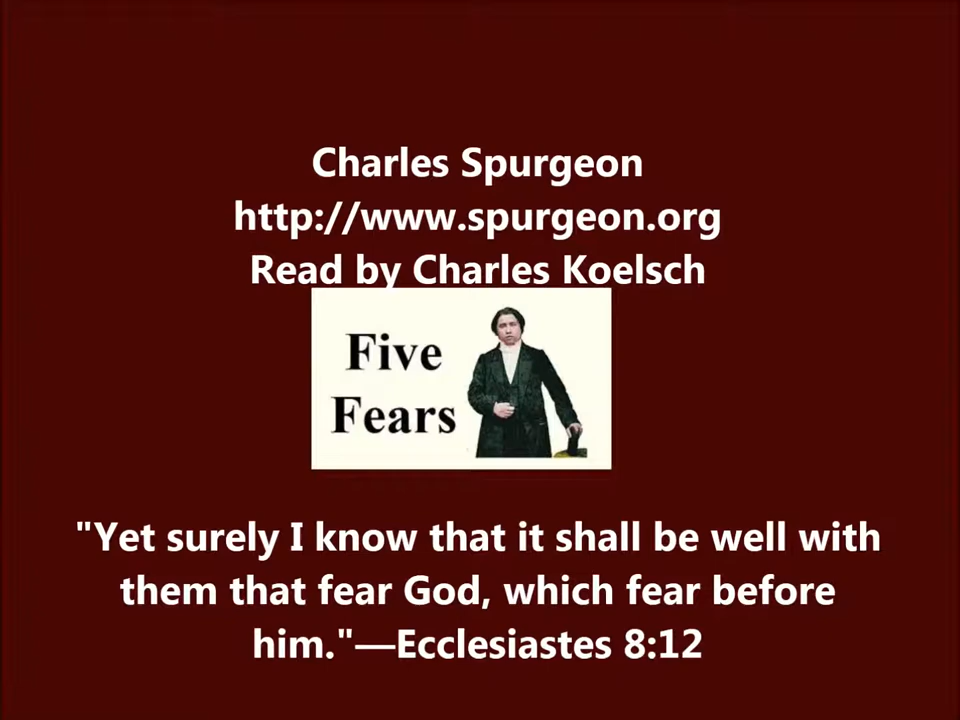 Charles Spurgeon
http://www.spurgeon.org
Read by Charles Koelsch
Five
Fears
"Yet surely I know that it shall be well with
them that fear God, which fear before
him."—Ecclesiastes 8:12